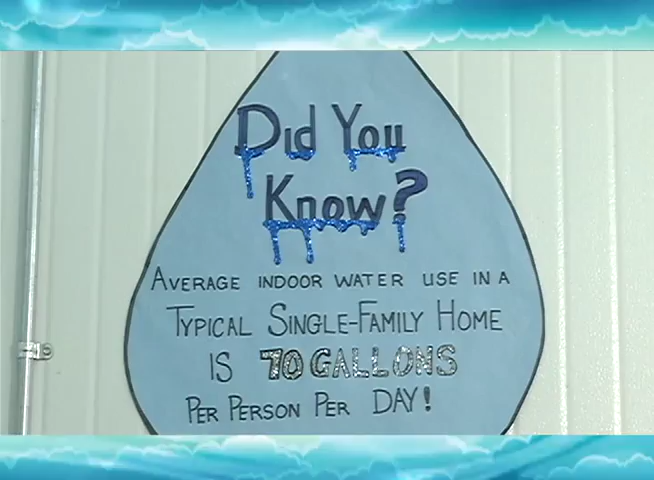 Did You
Know?
AVERAGE INDOOR WATER USE IN A
TYPICAL SINGLE-FAMILY HOME
IS 70 GALLONS
PER PERSON PER DAY!